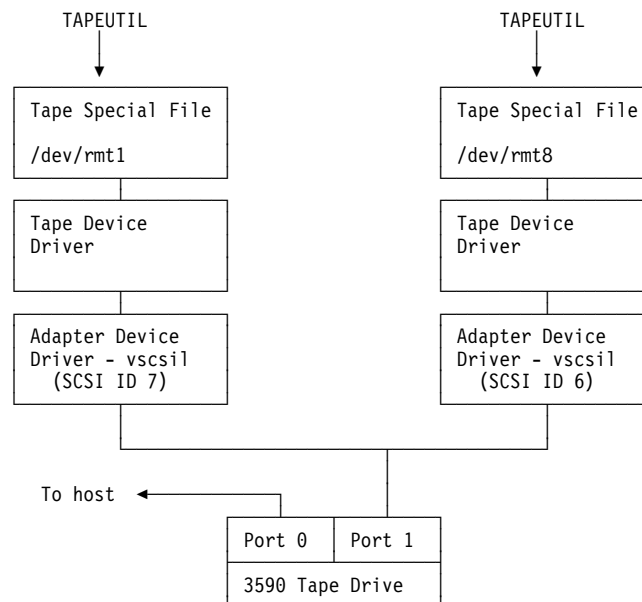 TAPEUTIL
TAPEUTIL
Tape Special File
/dev/rmt1
Tape Special File
/dev/rmt8
Tape Device
Driver
Tape Device
Driver
Adapter Device
Driver - vscsil
(SCSI ID 7)
Adapter Device
Driver - vscsil
(SCSI ID 6)
To host
Port 0
Port 1
3590 Tape Drive